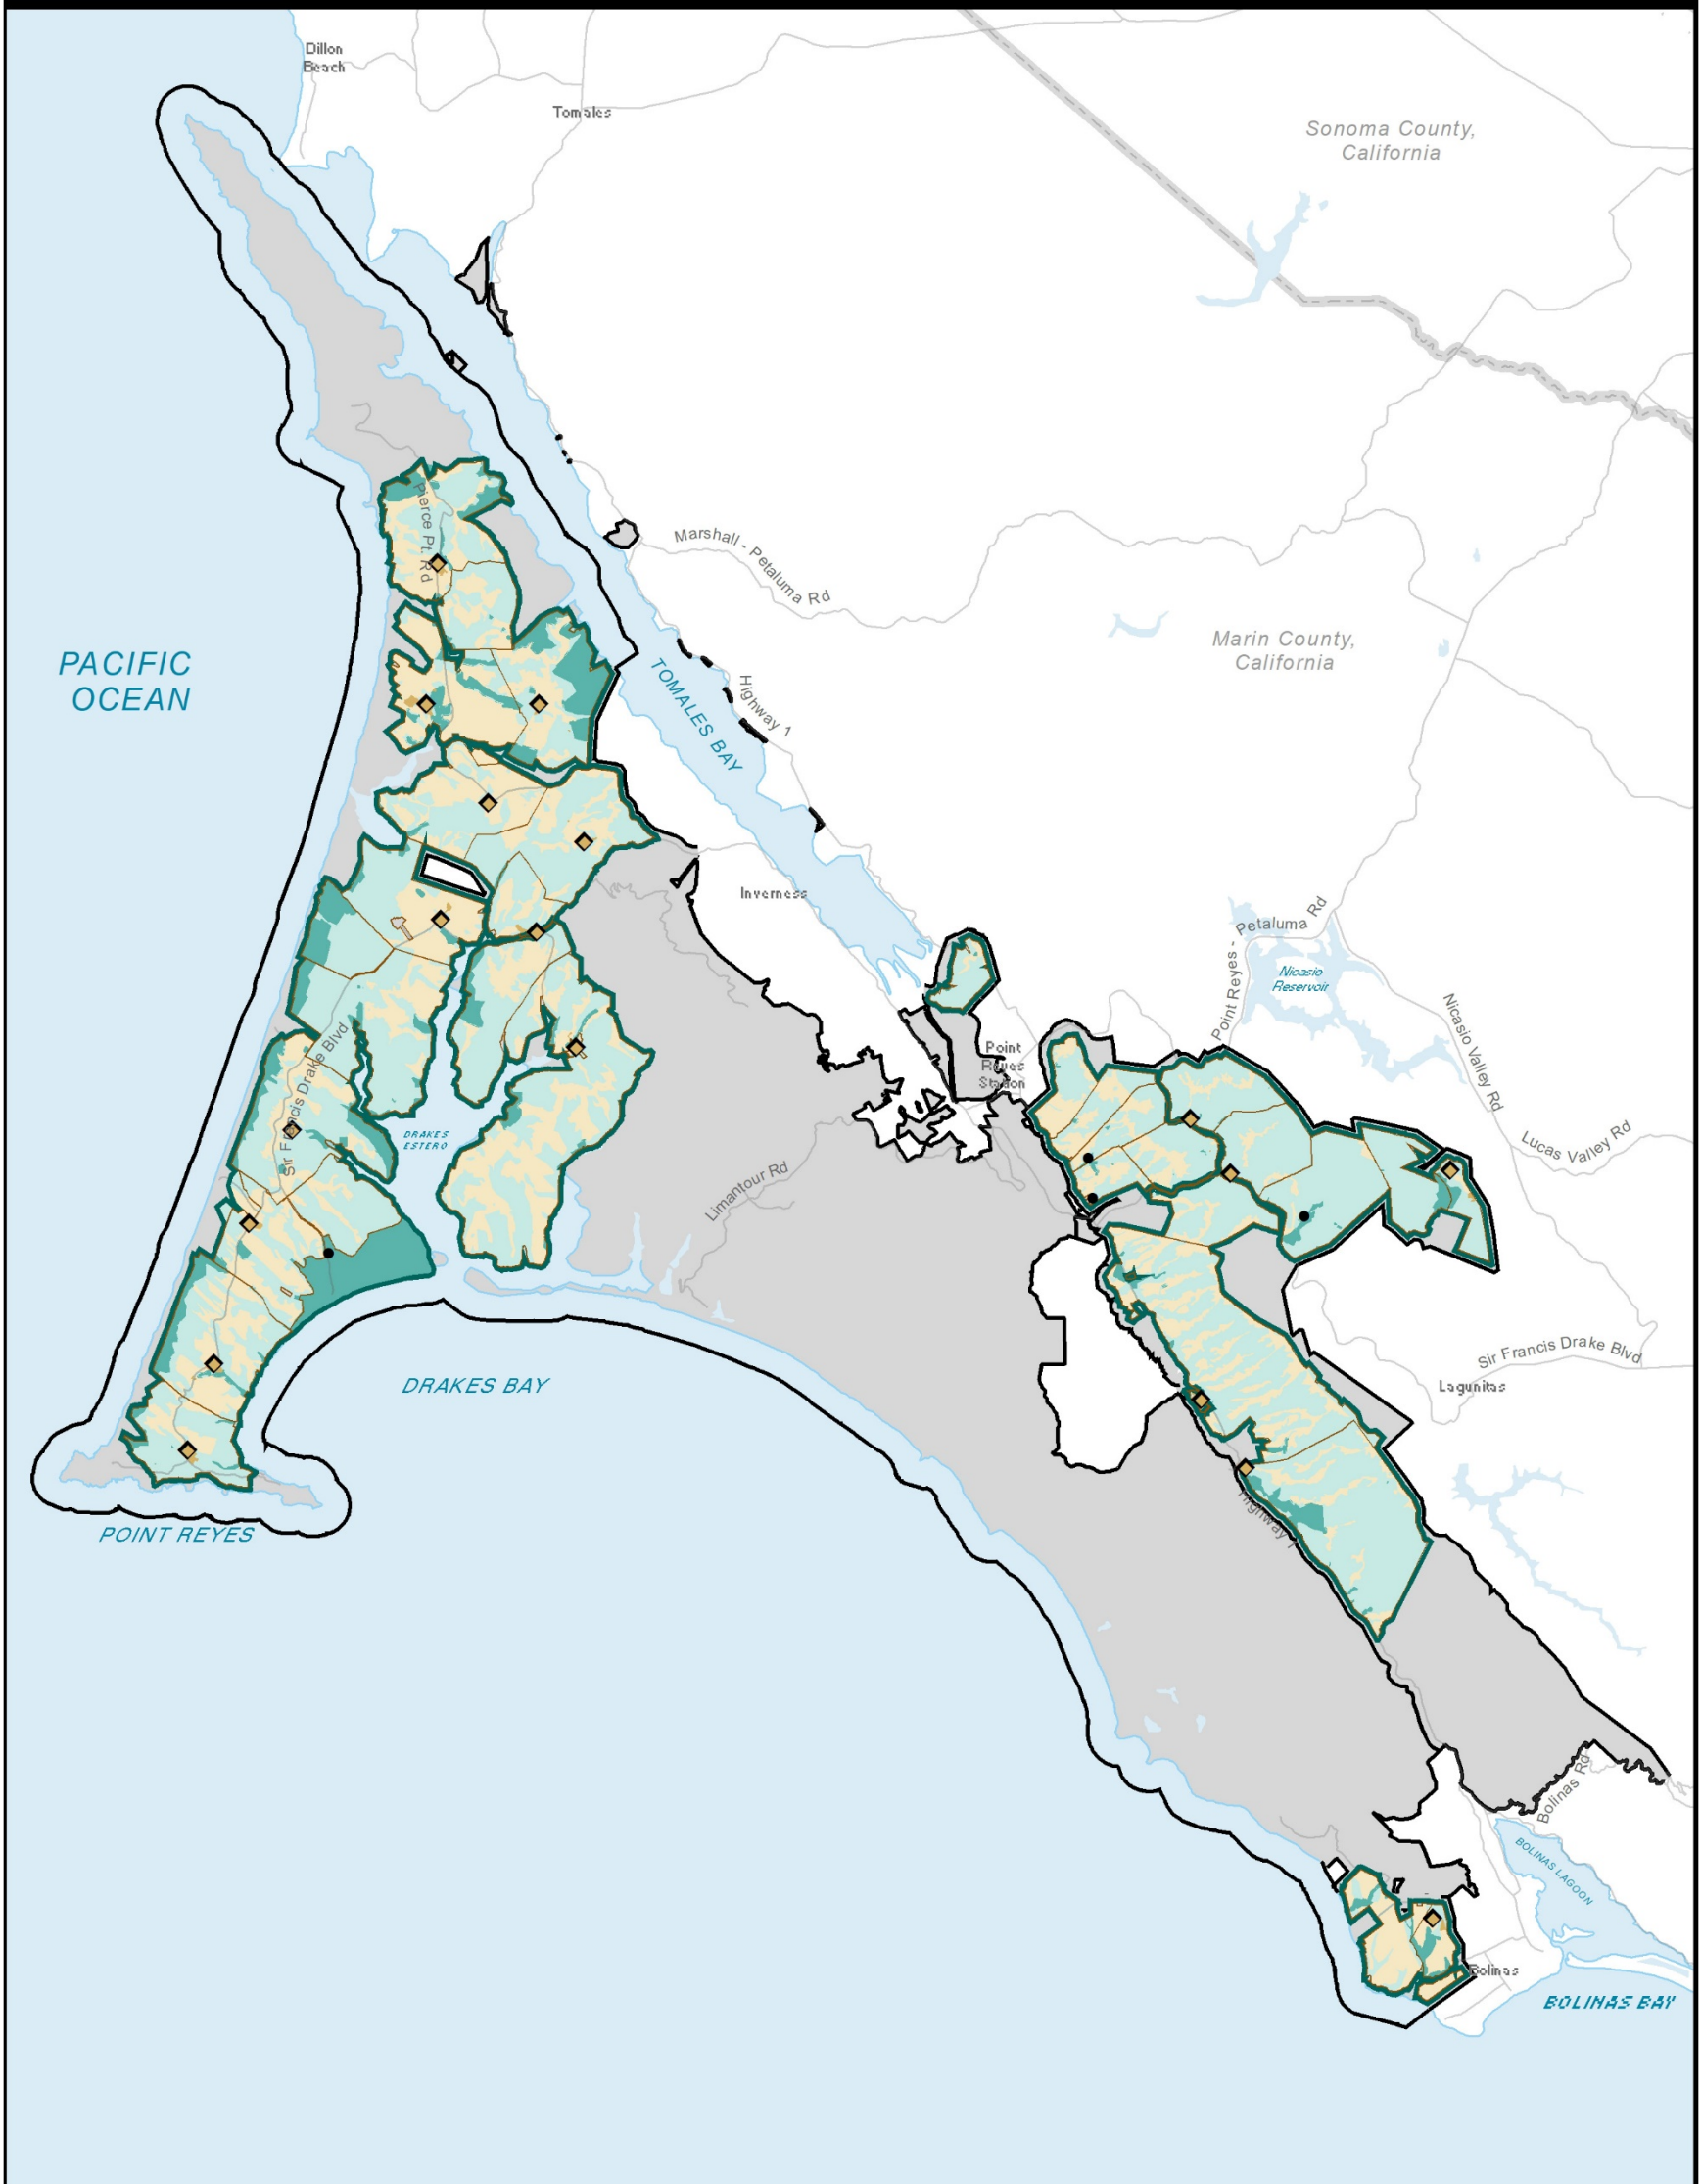 Dillon
Beach
Tomales
Sonoma County,
California
Pierce Pt. Rd
Marshall - Petaluma Rd
PACIFIC
OCEAN
Marin County,
California
TOMALES BAY
Highway 1
Inverness
Point Reyes - Petaluma Rd
Nicasio
Reservoir
Nicasio Valley Rd
Point
Reyes
Station
Sir Francis Drake Blvd
DRAKES
ESTERO
Lucas Valley Rd
Limantour Rd
Sir Francis Drake Blvd
Lagunitas
DRAKES BAY
POINT REYES
Highway 1
Bolinas Rd
BOLINAS LAGOON
Bolinas
BOLINAS BAY